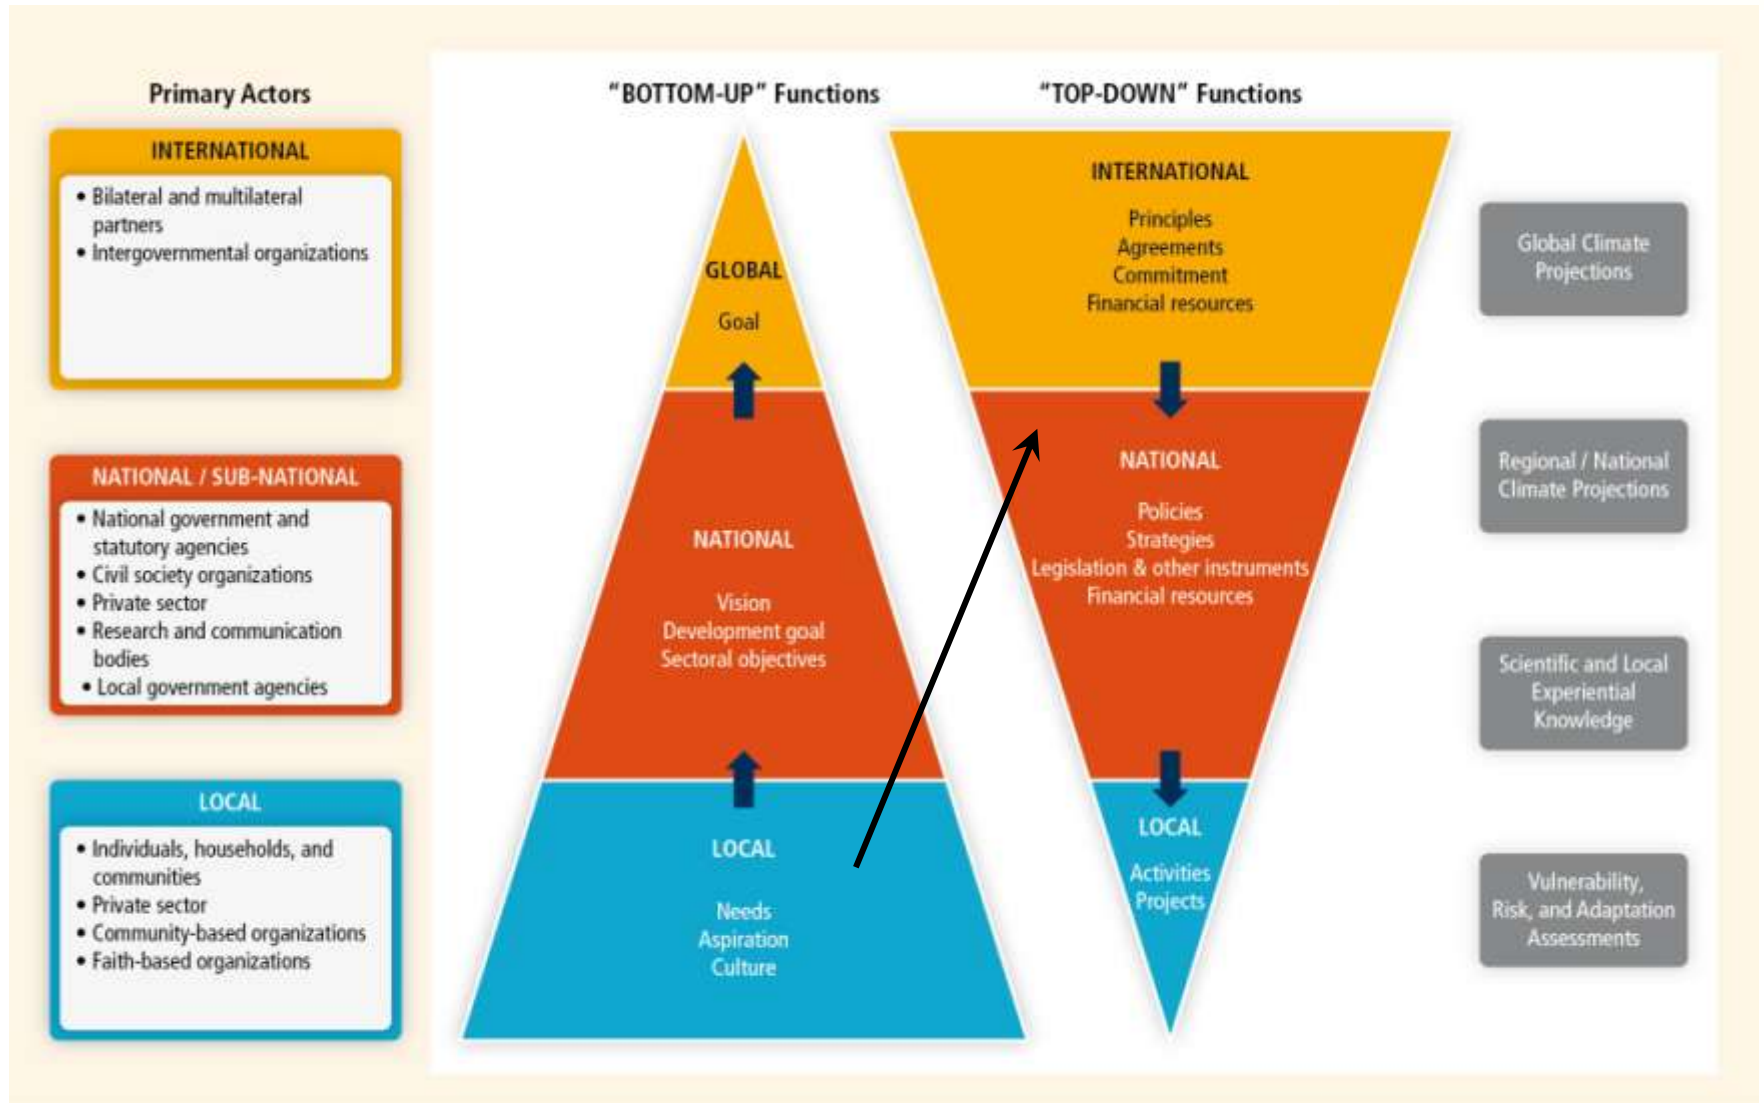 Primary Actors
INTERNATIONAL
• Bilateral and multilateral
partners
• Intergovernmental organizations
NATIONAL / SUB-NATIONAL
• National government and
statutory agencies
• Civil society organizations
• Private sector
• Research and communication
bodies
• Local government agencies
LOCAL
• Individuals, households, and
communities
• Private sector
• Community-based organizations
• Faith-based organizations
“BOTTOM-UP” Functions
GLOBAL
Goal
NATIONAL
Vision
Development goal
Sectoral objectives
LOCAL
Needs
Aspiration
Culture
“TOP-DOWN” Functions
INTERNATIONAL
Principles
Agreements
Commitment
Financial resources
NATIONAL
Policies
Strategies
Legislation & other instruments
Financial resources
LOCAL
Activities
Projects
Global Climate
Projections
Regional / National
Climate Projections
Scientific and Local
Experiential
Knowledge
Vulnerability,
Risk, and Adaptation
Assessments